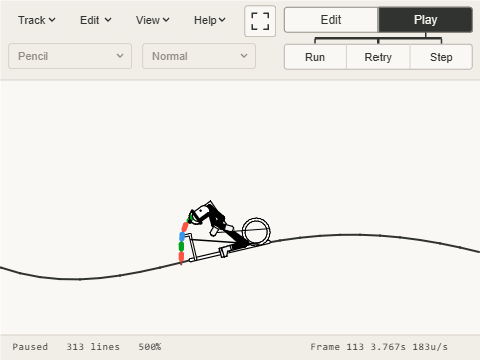 Track Edit View Help Edit Play
Pencil Normal Run Retry Step
Paused 313 lines 500% Frame 113 3.767s 183u/s